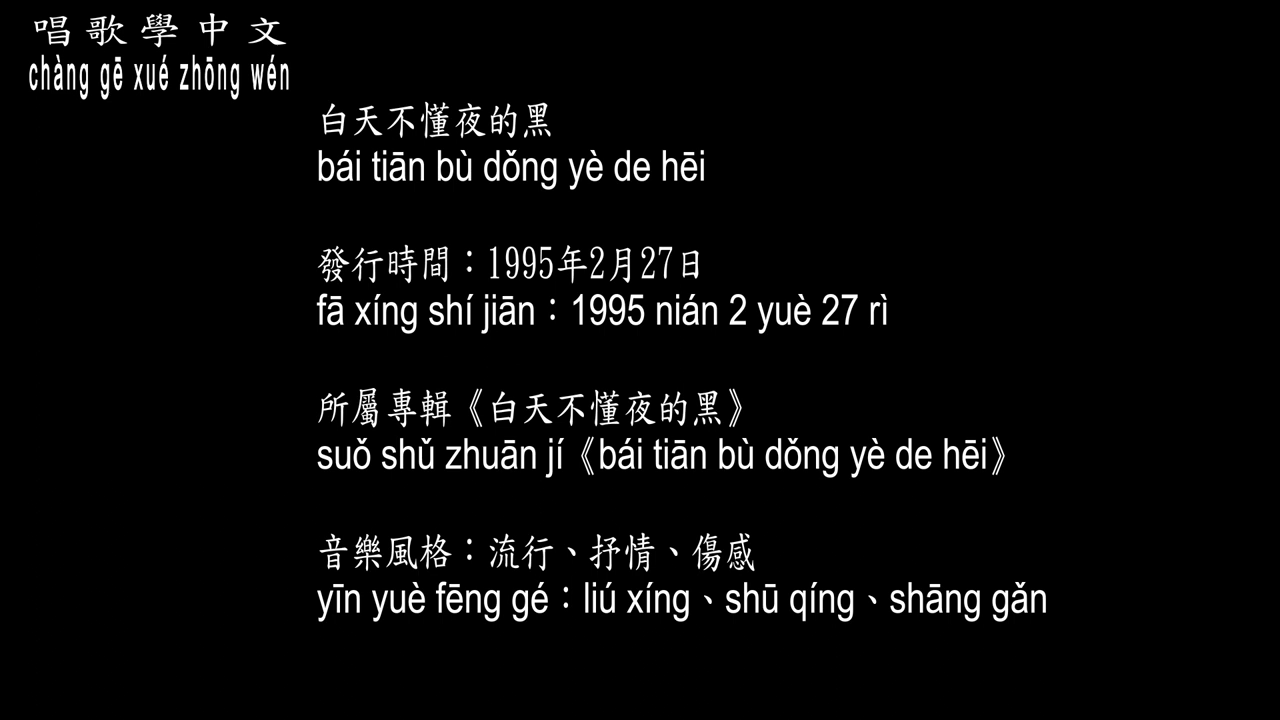 唱歌學中文
chàng gē xué zhōng wén
白天不懂夜的黑
bái tiān bù dǒng yè de hēi
發行時間：1995年2月27日
fā xíng shí jiān：1995 nián 2 yuè 27 rì
所屬專輯《白天不懂夜的黑》
suǒ shǔ zhuān jí《bái tiān bù dǒng yè de hēi》
音樂風格：流行、抒情、傷感
yīn yuè fēng gé：liú xíng、shū qíng、shāng gǎn